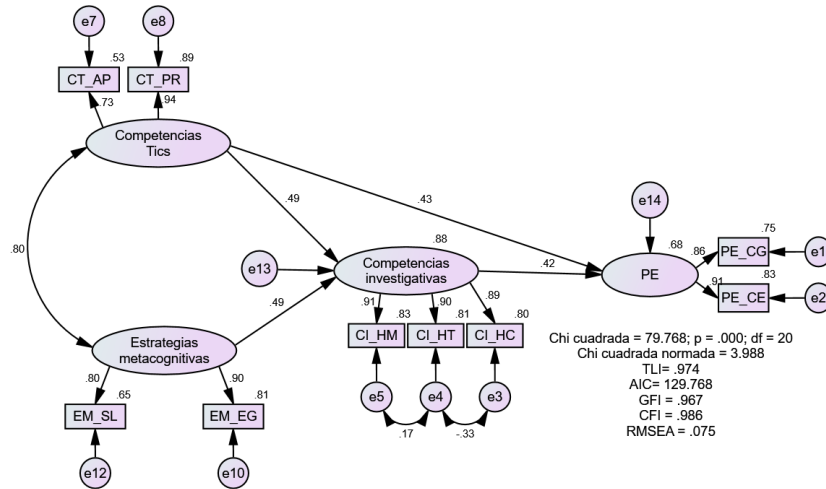 e7
e8
.53
.89
CT_AP
CT_PR
.73
.94
Competencias
Tics
.80
.49
.43
e14
.88
.68
.75
.86
PE_CG
e1
e13
Competencias
investigativas
.42
PE
.83
.91
PE_CE
e2
.49
.91
.83
.90
.81
.89
.80
CI_HM
CI_HT
CI_HC
Estrategias
metacognitivas
.80
.65
.90
.81
EM_SL
EM_EG
e5
e4
e3
.17
-.33
e12
e10
Chi cuadrada = 79.768; p = .000; df = 20
Chi cuadrada normada = 3.988
TLI= .974
AIC= 129.768
GFI = .967
CFI = .986
RMSEA = .075